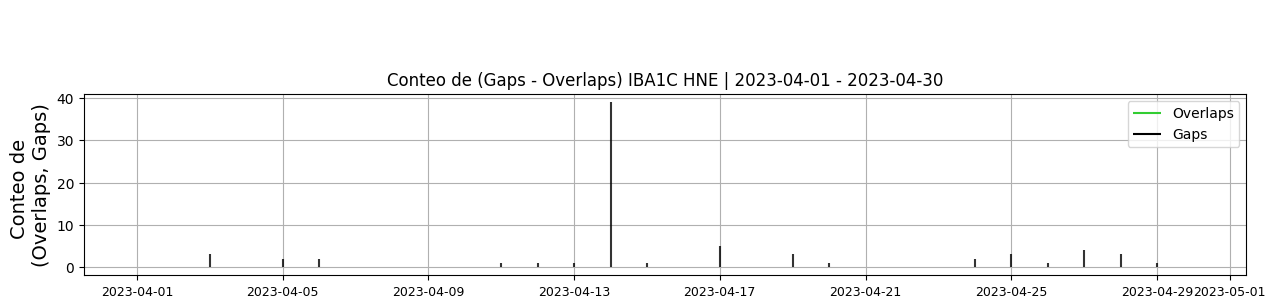 Conteo de (Gaps - Overlaps) IBA1C HNE | 2023-04-01 - 2023-04-30
Conteo de
(Overlaps, Gaps)
40
30
20
10
0
Overlaps
Gaps
2023-04-01
2023-04-05
2023-04-09
2023-04-13
2023-04-17
2023-04-21
2023-04-25
2023-04-29
2023-05-01